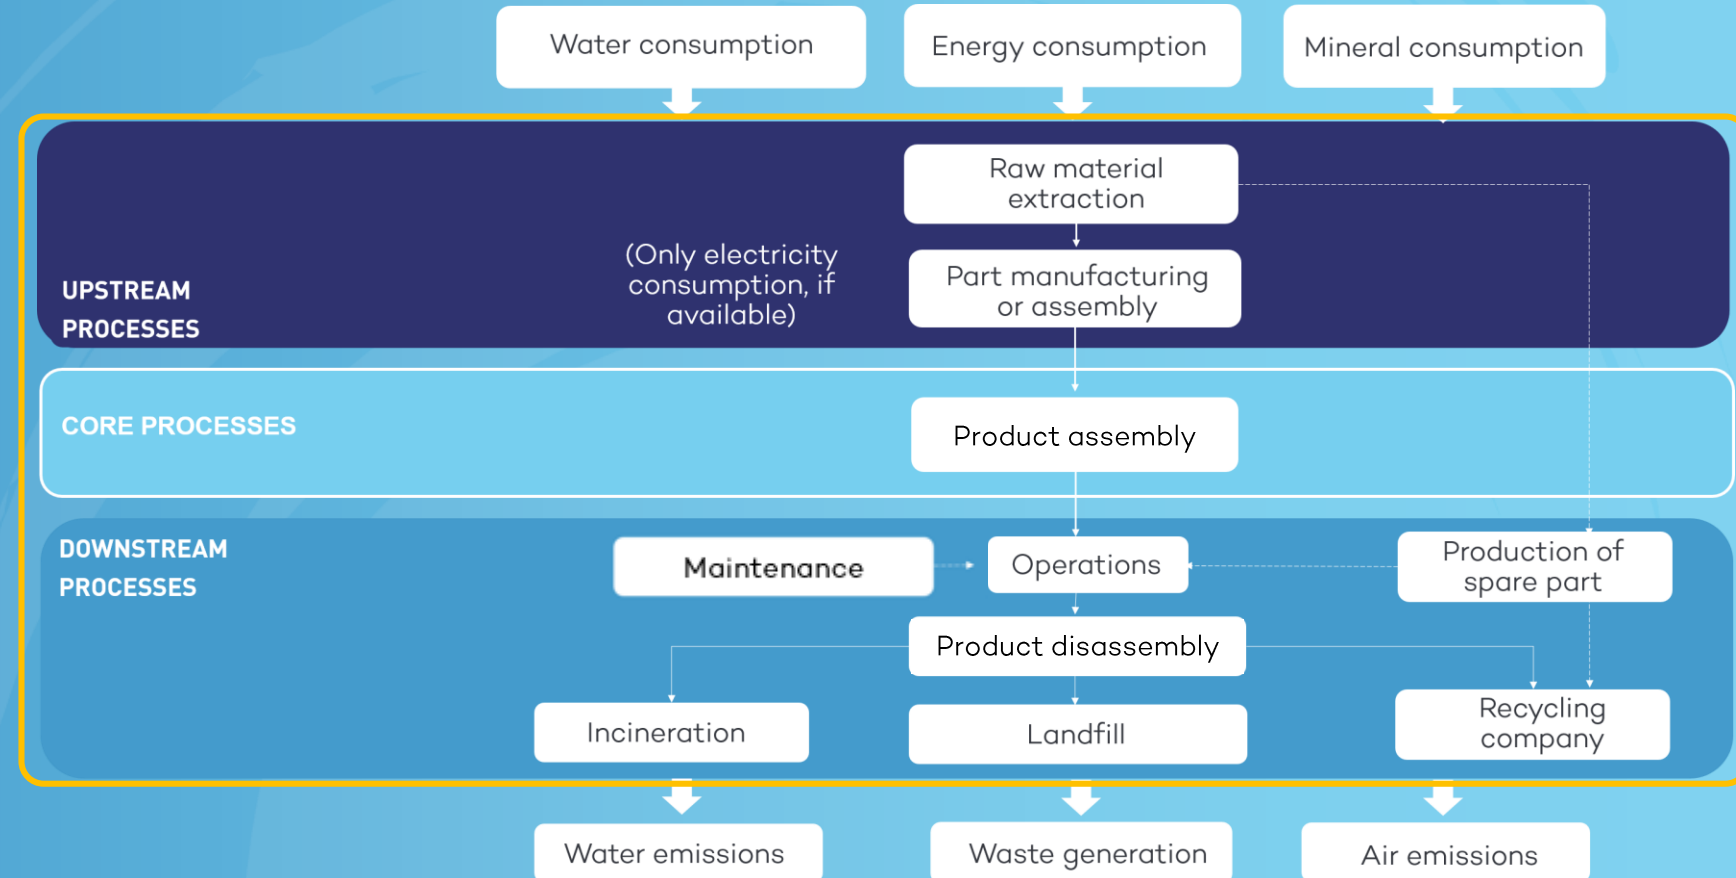 Water consumption
Energy consumption
Mineral consumption
Raw material
extraction
(Only electricity
consumption, if
available)
Part manufacturing
or assembly
UPSTREAM
PROCESSES
CORE PROCESSES
Product assembly
DOWNSTREAM
PROCESSES
Maintenance
Operations
Production of
spare part
Product disassembly
Incineration
Landfill
Recycling
company
Water emissions
Waste generation
Air emissions